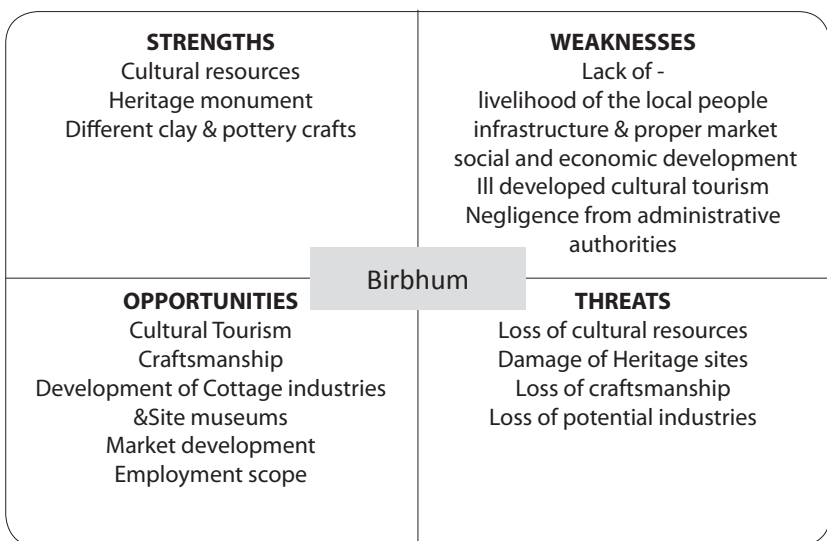 STRENGTHS
Cultural resources
Heritage monument
Different clay & pottery crafts
WEAKNESSES
Lack of -
livelihood of the local people
infrastructure & proper market
social and economic development
Ill developed cultural tourism
Negligence from administrative
authorities
Birbhum
OPPORTUNITIES
Cultural Tourism
Craftsmanship
Development of Cottage industries
&Site museums
Market development
Employment scope
THREATS
Loss of cultural resources
Damage of Heritage sites
Loss of craftsmanship
Loss of potential industries